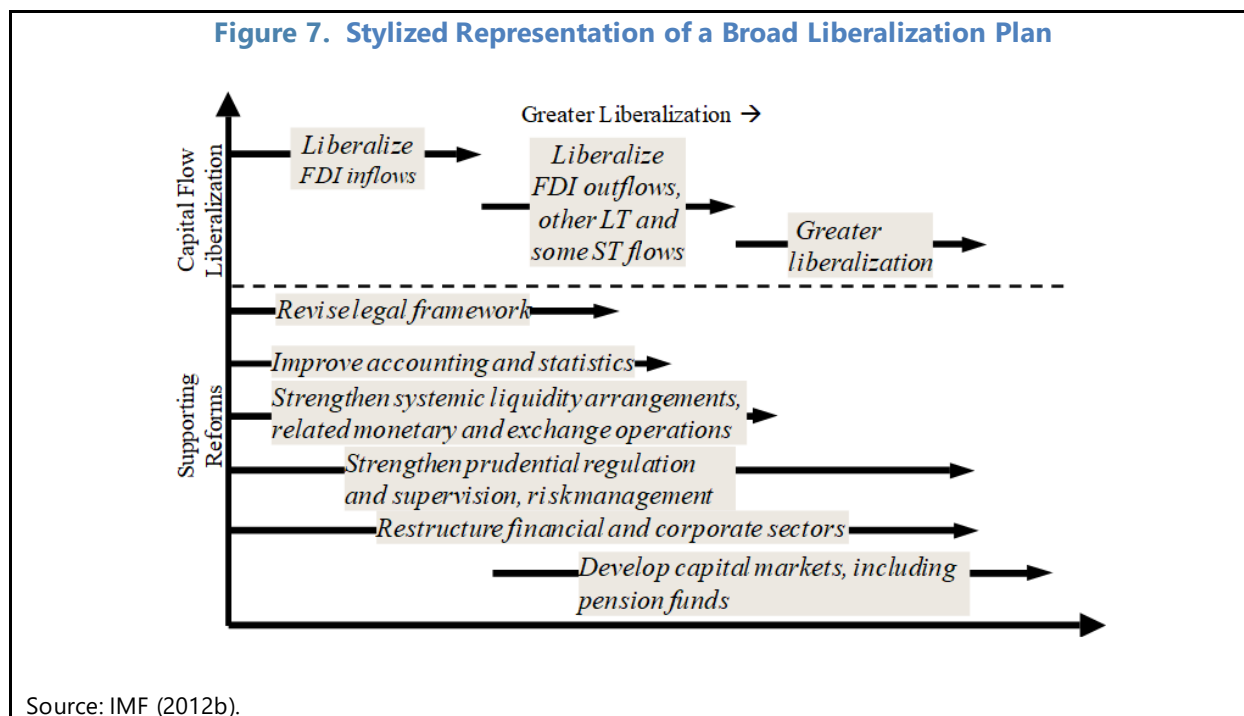 Figure 7. Stylized Representation of a Broad Liberalization Plan
Greater Liberalization →
Capital Flow
Liberalization
Liberalize
FDI inflows
Liberalize
FDI outflows,
other LT and
some ST flows
Greater
liberalization
Supporting
Reforms
Revise legal framework
Improve accounting and statistics
Strengthen systemic liquidity arrangements,
related monetary and exchange operations
Strengthen prudential regulation
and supervision, risk management
Restructure financial and corporate sectors
Develop capital markets, including
pension funds
Source: IMF (2012b).